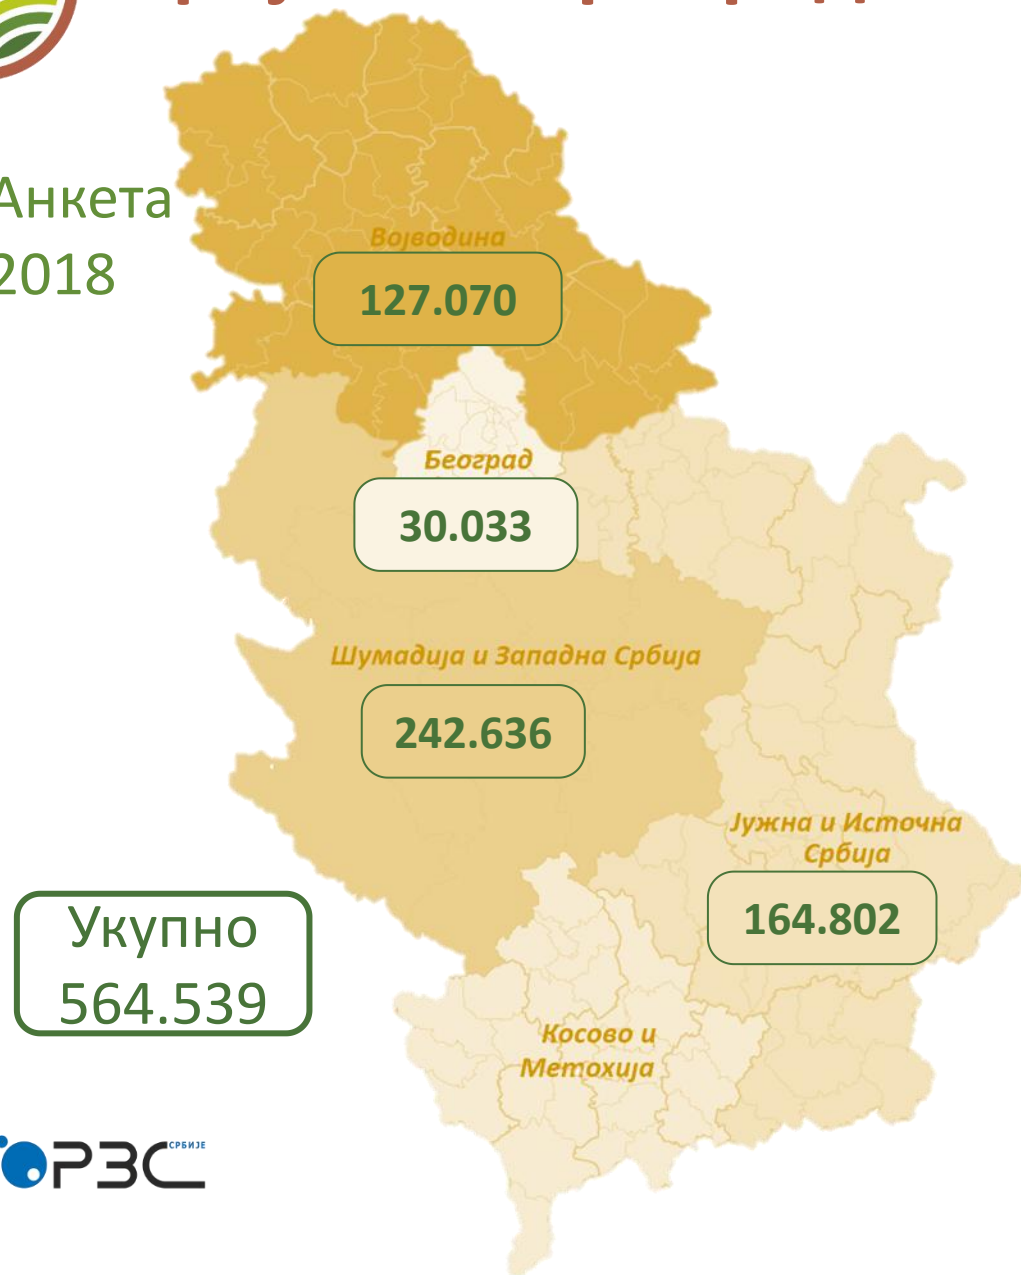 Анкета
2018
Војводина
127.070
Београд
30.033
Шумадија и Западна Србија
242.636
Јужна и Источна
Србија
164.802
Укупно
564.539
Косово и
Метохија
РЗС
СРБИЈЕ